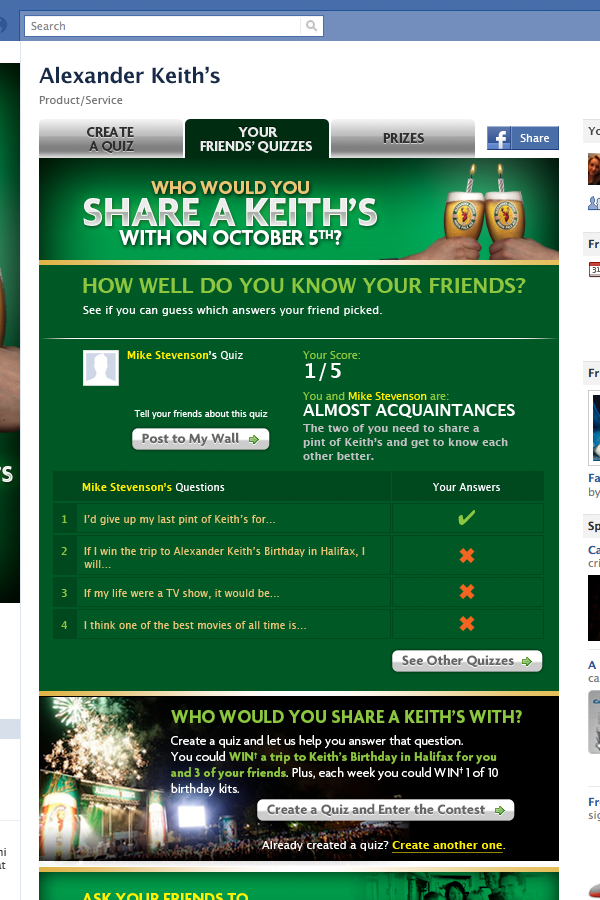 Search
Alexander Keith's
Product/Service
CREATE
A QUIZ
YOUR
FRIENDS' QUIZZES
PRIZES
Share
WHO WOULD YOU
SHARE A KEITH'S
WITH ON OCTOBER 5TH?
HOW WELL DO YOU KNOW YOUR FRIENDS?
See if you can guess which answers your friend picked.
Mike Stevenson's Quiz
Tell your friends about this quiz
Post to My Wall
Your Score:
1/5
You and Mike Stevenson are:
ALMOST ACQUAINTANCES
The two of you need to share a
pint of Keith's and get to know each
other better.
Mike Stevenson's Questions
Your Answers
1 I'd give up my last pint of Keith's for...
2 If I win the trip to Alexander Keith's Birthday in Halifax, I
will...
3 If my life were a TV show, it would be...
4 I think one of the best movies of all time is...
See Other Quizzes
WHO WOULD YOU SHARE A KEITH'S WITH?
Create a quiz and let us help you answer that question.
You could WIN† a trip to Keith's Birthday in Halifax for you
and 3 of your friends. Plus, each week you could WIN‡ 1 of 10
birthday kits.
Create a Quiz and Enter the Contest
Already created a quiz? Create another one.
ASK YOUR FRIENDS TO
'S
Yo
Fr
31
Fr
Fa
by
Sp
Ca
cri
A
ca
Fr
sig